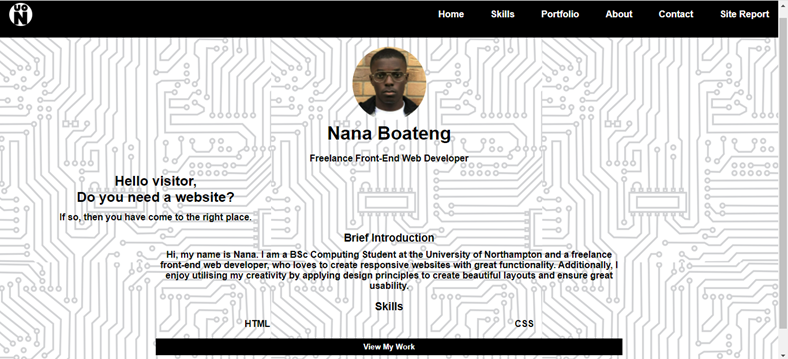 UO
N
Home Skills Portfolio About Contact Site Report
Nana Boateng
Freelance Front-End Web Developer
Hello visitor,
Do you need a website?
If so, then you have come to the right place.
Brief Introduction
Hi, my name is Nana. I am a BSc Computing Student at the University of Northampton and a freelance
front-end web developer, who loves to create responsive websites with great functionality. Additionally, I
enjoy utilising my creativity by applying design principles to create beautiful layouts and ensure great
usability.
Skills
HTML CSS
View My Work